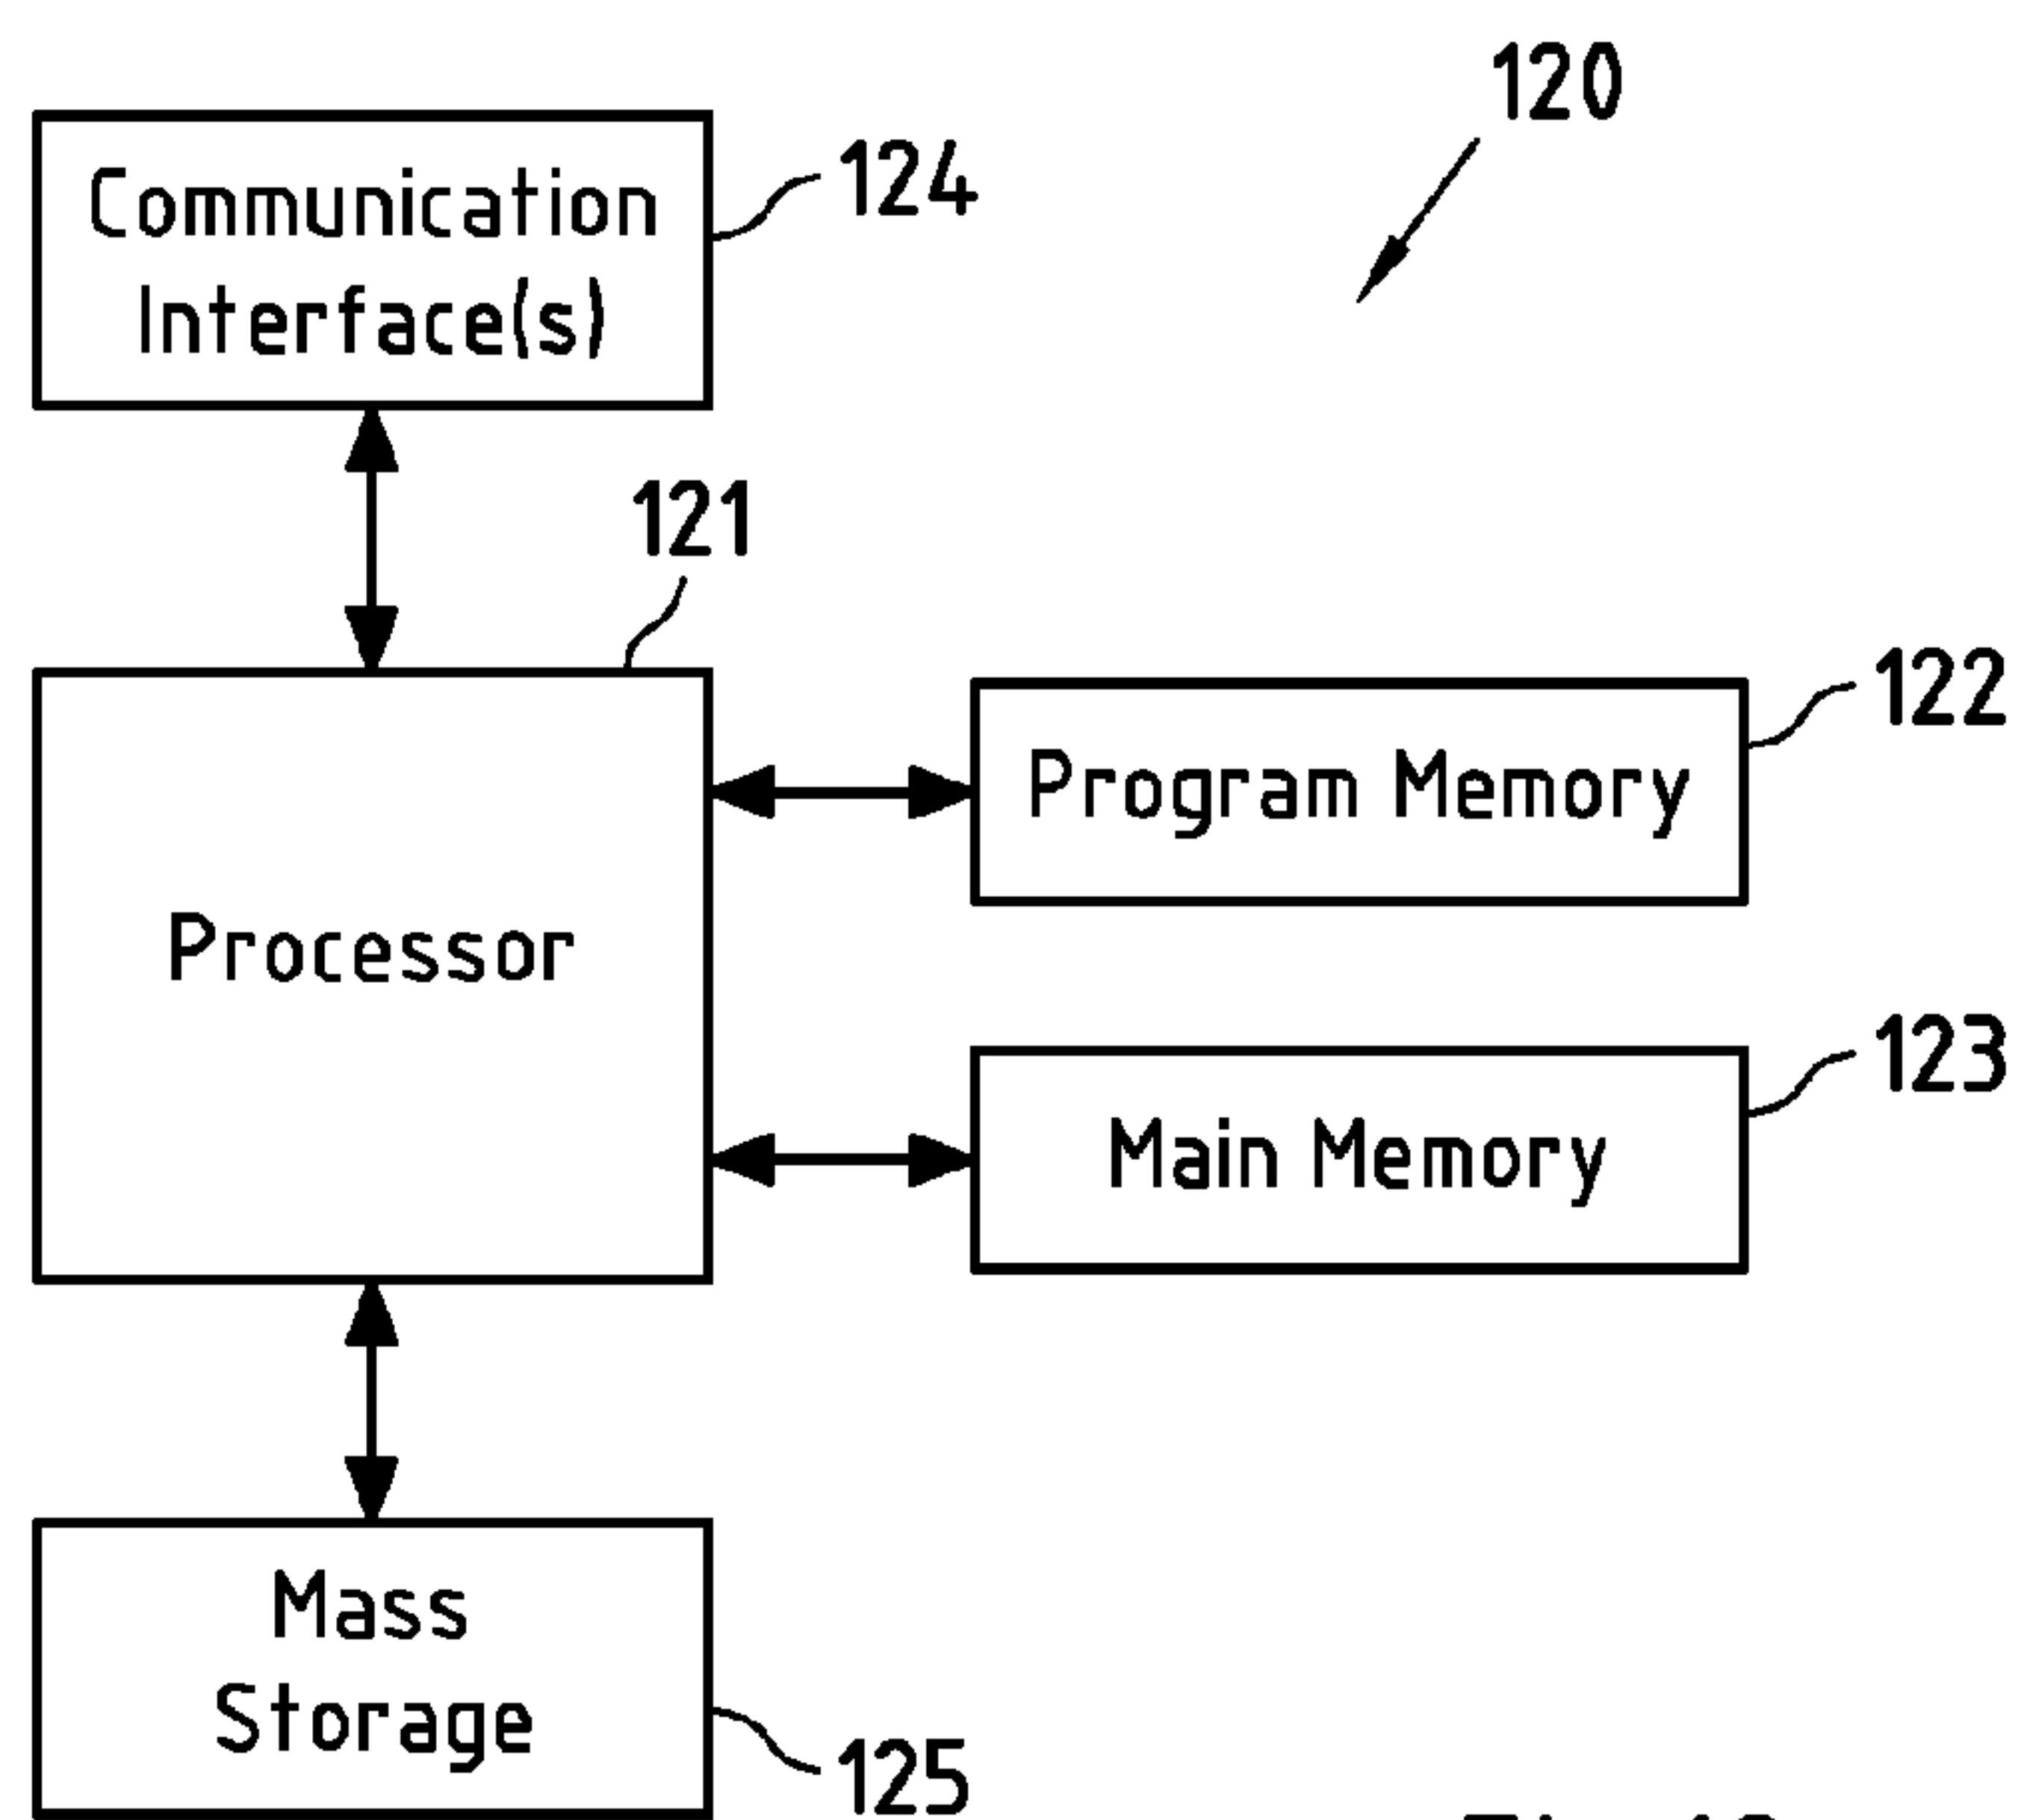 120
Communication
Interface(s)
124
121
Processor
Program Memory
122
Main Memory
123
Mass
Storage
125